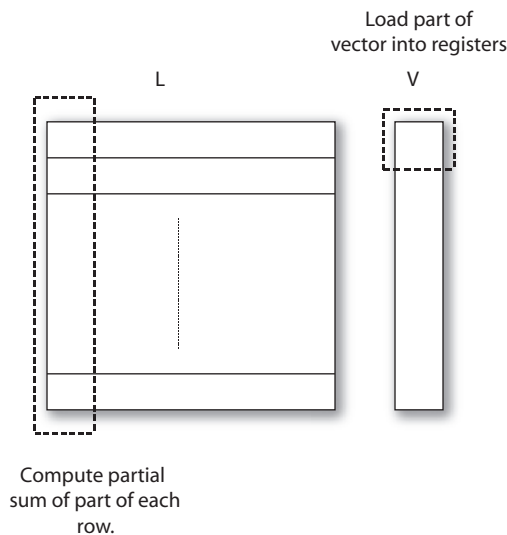 Load part of
vector into registers
L
V
Compute partial
sum of part of each
row.